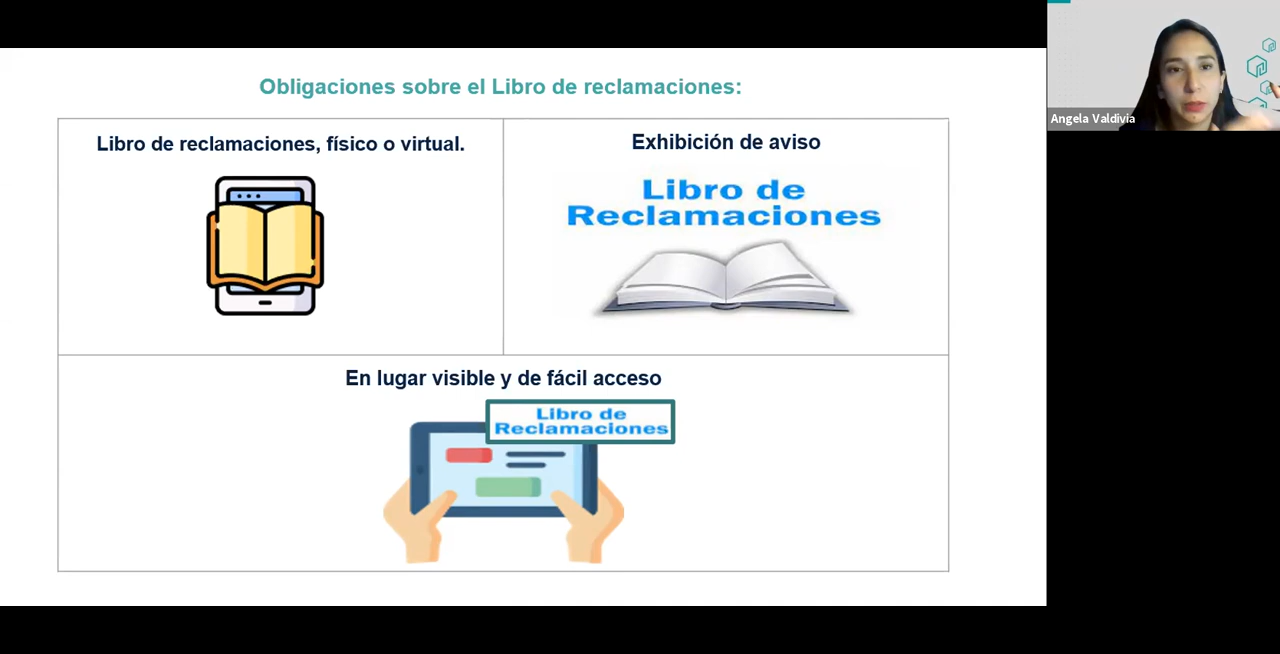 Obligaciones sobre el Libro de reclamaciones:
Libro de reclamaciones, físico o virtual.
Exhibición de aviso
Libro de
Reclamaciones
En lugar visible y de fácil acceso
Libro de
Reclamaciones
Angela Valdivia